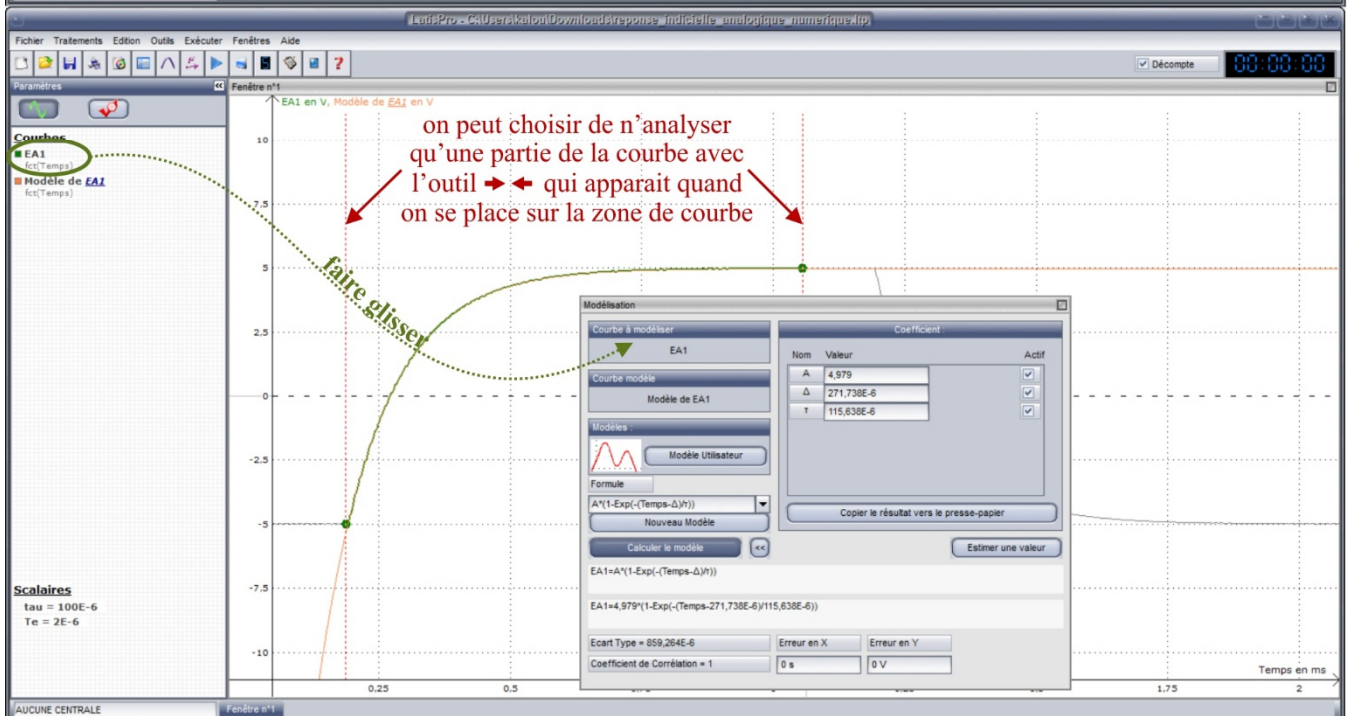 LatisPro - C:\Users\kalou\Downloads\reponse_indicielle_analogique_numerique.ltp
Fichier Traitements Edition Outils Exécuter Fenêtres Aide
Décompte 00:00:00
Paramètres
Fenêtre n°1
EA1 en V, Modèle de EA1 en V
Courbes
EA1
fct(Temps)
Modèle de EA1
fct(Temps)
on peut choisir de n’analyser
qu’une partie de la courbe avec
l’outil ➔ ← qui apparait quand
on se place sur la zone de courbe
faire glisser
10
7,5
5
2,5
0
-2,5
-5
-7,5
-10
Modélisation
Courbe à modéliser
EA1
Courbe modèle
Modèle de EA1
Modèles :
Modèle Utilisateur
Formule
A*(1-Exp(-(Temps-Δ)/τ))
Nouveau Modèle
Calculer le modèle <<
Coefficient :
Nom Valeur Actif
A 4,979
Δ 271,738E-6
τ 115,638E-6
Copier le résultat vers le presse-papier
Estimer une valeur
EA1=A*(1-Exp(-(Temps-Δ)/τ))
EA1=4,979*(1-Exp(-(Temps-271,738E-6)/115,638E-6))
Ecart Type = 859,264E-6 Erreur en X Erreur en Y
Coefficient de Corrélation = 1 0 s 0 V
Scalaires
tau = 100E-6
Te = 2E-6
Temps en ms
0,25 0,5 1,75 2
AUCUNE CENTRALE
Fenêtre n°1